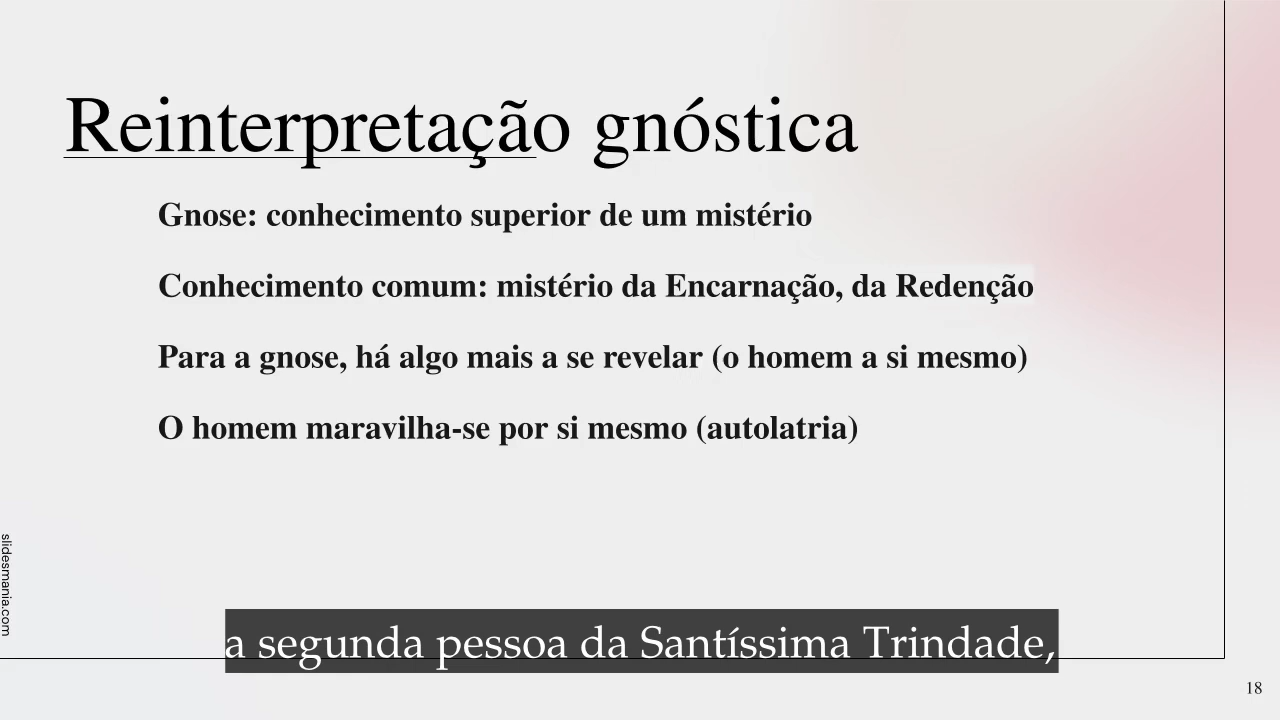 Reinterpretação gnóstica
Gnose: conhecimento superior de um mistério
Conhecimento comum: mistério da Encarnação, da Redenção
Para a gnose, há algo mais a se revelar (o homem a si mesmo)
O homem maravilha-se por si mesmo (autolatria)
slidesmania.com
a segunda pessoa da Santíssima Trindade,
18